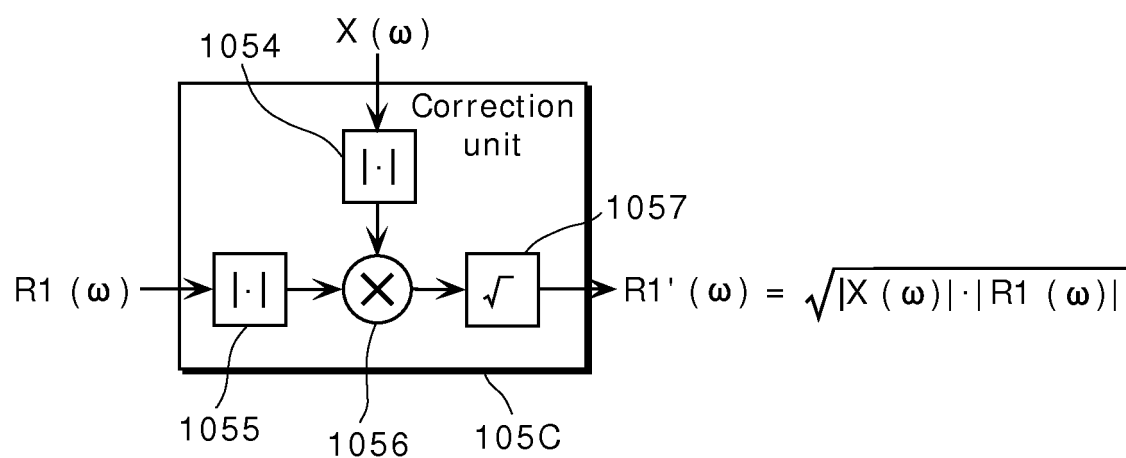 1054
X (ω)
Correction
unit
|·|
1057
R1 (ω)
|·|
×
√
R1' (ω) = √|X (ω)|·|R1 (ω)|
1055
1056
105C